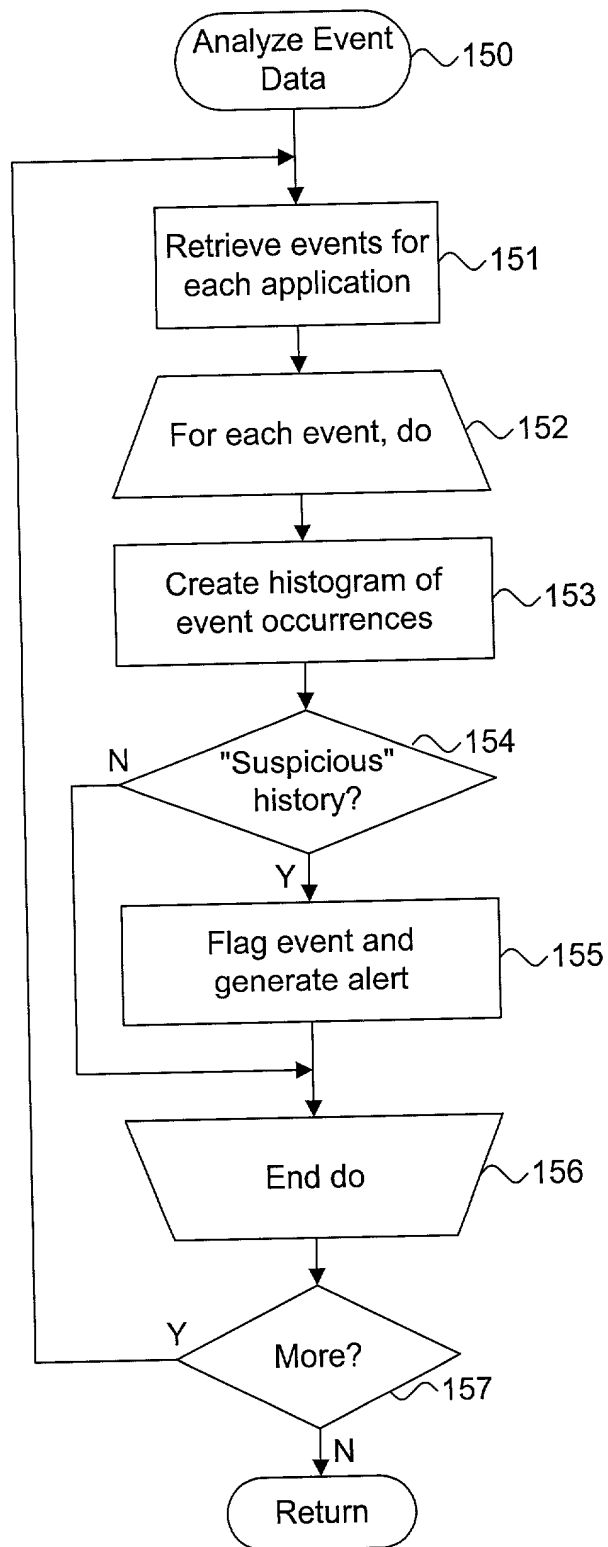 Analyze Event
Data
150
Retrieve events for
each application
151
For each event, do
152
Create histogram of
event occurrences
153
154
N
"Suspicious"
history?
Y
Flag event and
generate alert
155
End do
156
Y
More?
157
N
Return